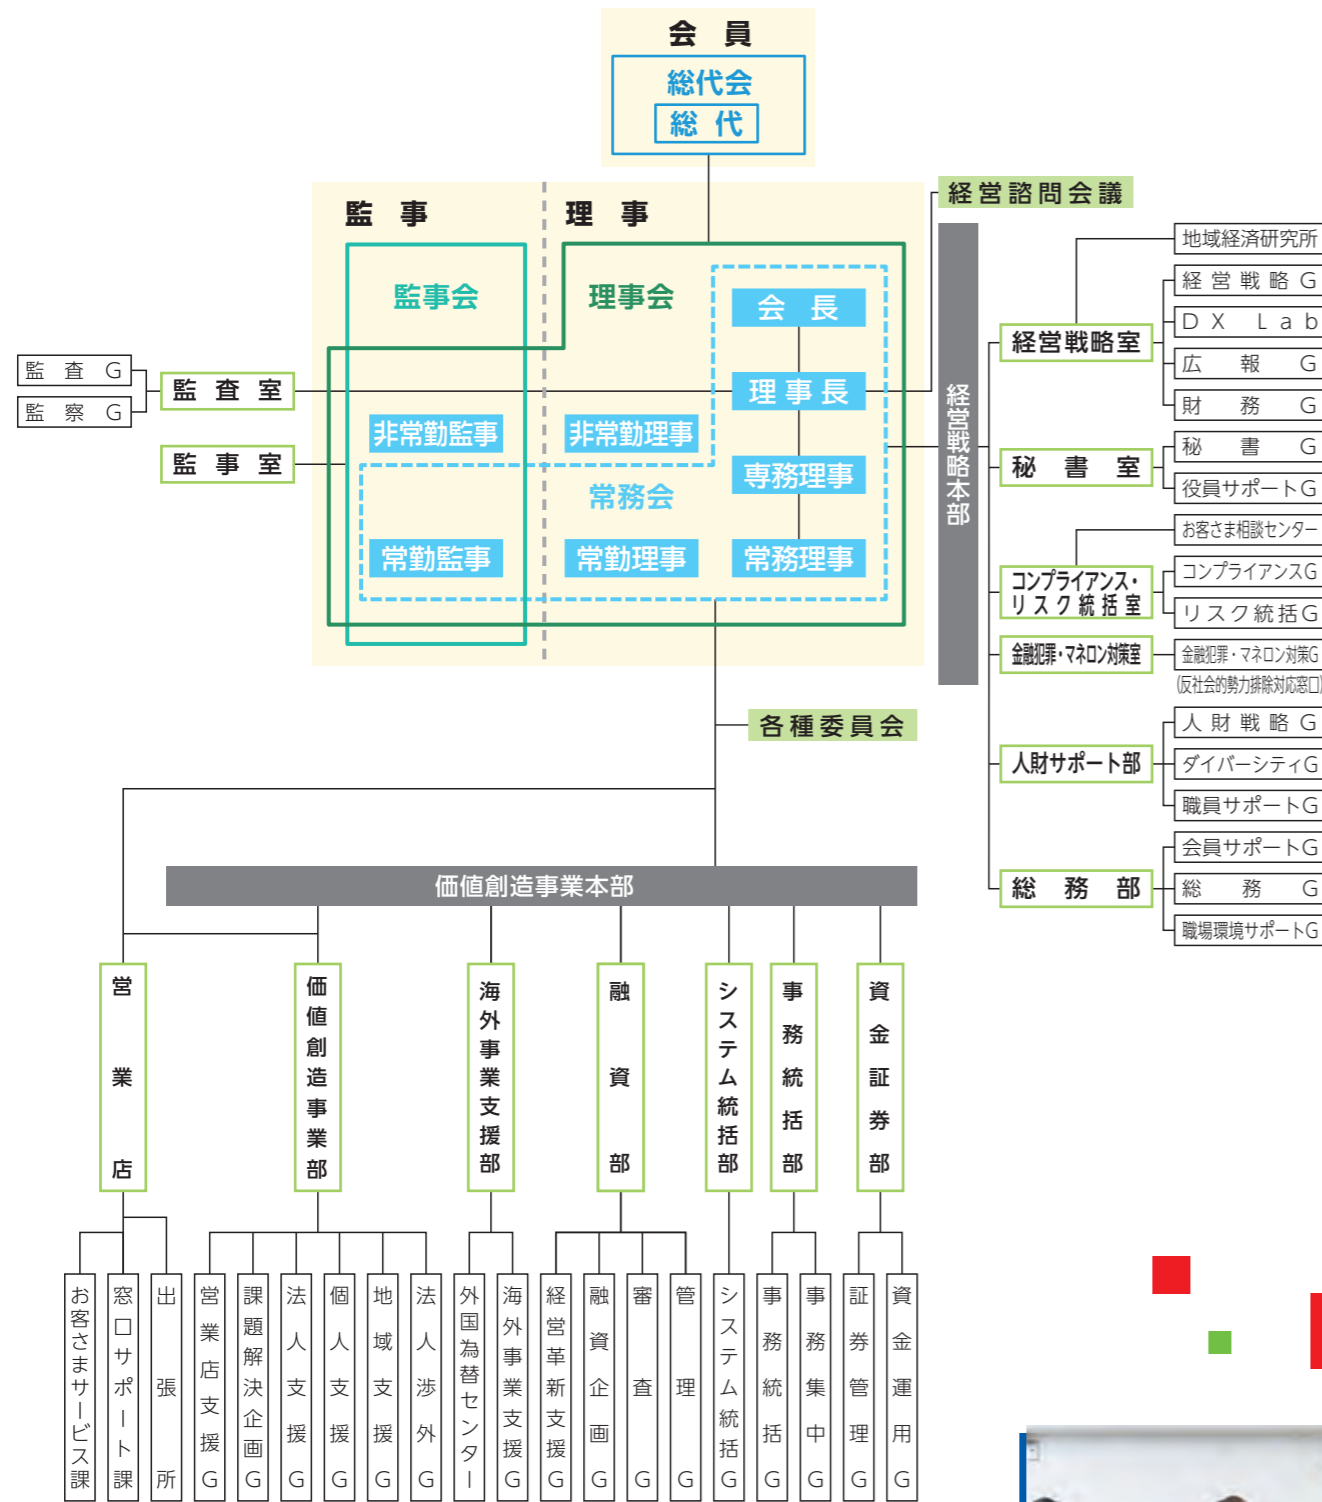 会員
総代会
総代
監事
理事
経営諮問会議
監事会
理事会
会長
理事長
非常勤監事
非常勤理事
専務理事
常務会
常勤監事
常勤理事
常務理事
監査G
監察G
監査室
監事室
経営戦略本部
経営戦略室
地域経済研究所
経営戦略G
DX Lab
広報G
財務G
秘書室
秘書G
役員サポートG
お客さま相談センター
コンプライアンス・
リスク統括室
コンプライアンスG
リスク統括G
金融犯罪・マネロン対策室
金融犯罪・マネロン対策G
(反社会的勢力排除対応窓口)
人財サポート部
人財戦略G
ダイバーシティG
職員サポートG
総務部
会員サポートG
総務G
職場環境サポートG
各種委員会
価値創造事業本部
営業店
価値創造事業部
海外事業支援部
融資部
システム統括部
事務統括部
資金証券部
お客さまサービス課
窓口サポート課
出張所
営業店支援G
課題解決企画G
法人支援G
個人支援G
地域支援G
法人渉外G
外国為替センター
海外事業支援G
経営革新支援G
融資企画G
審査G
管理G
システム統括G
事務統括G
事務集中G
証券管理G
資金運用G